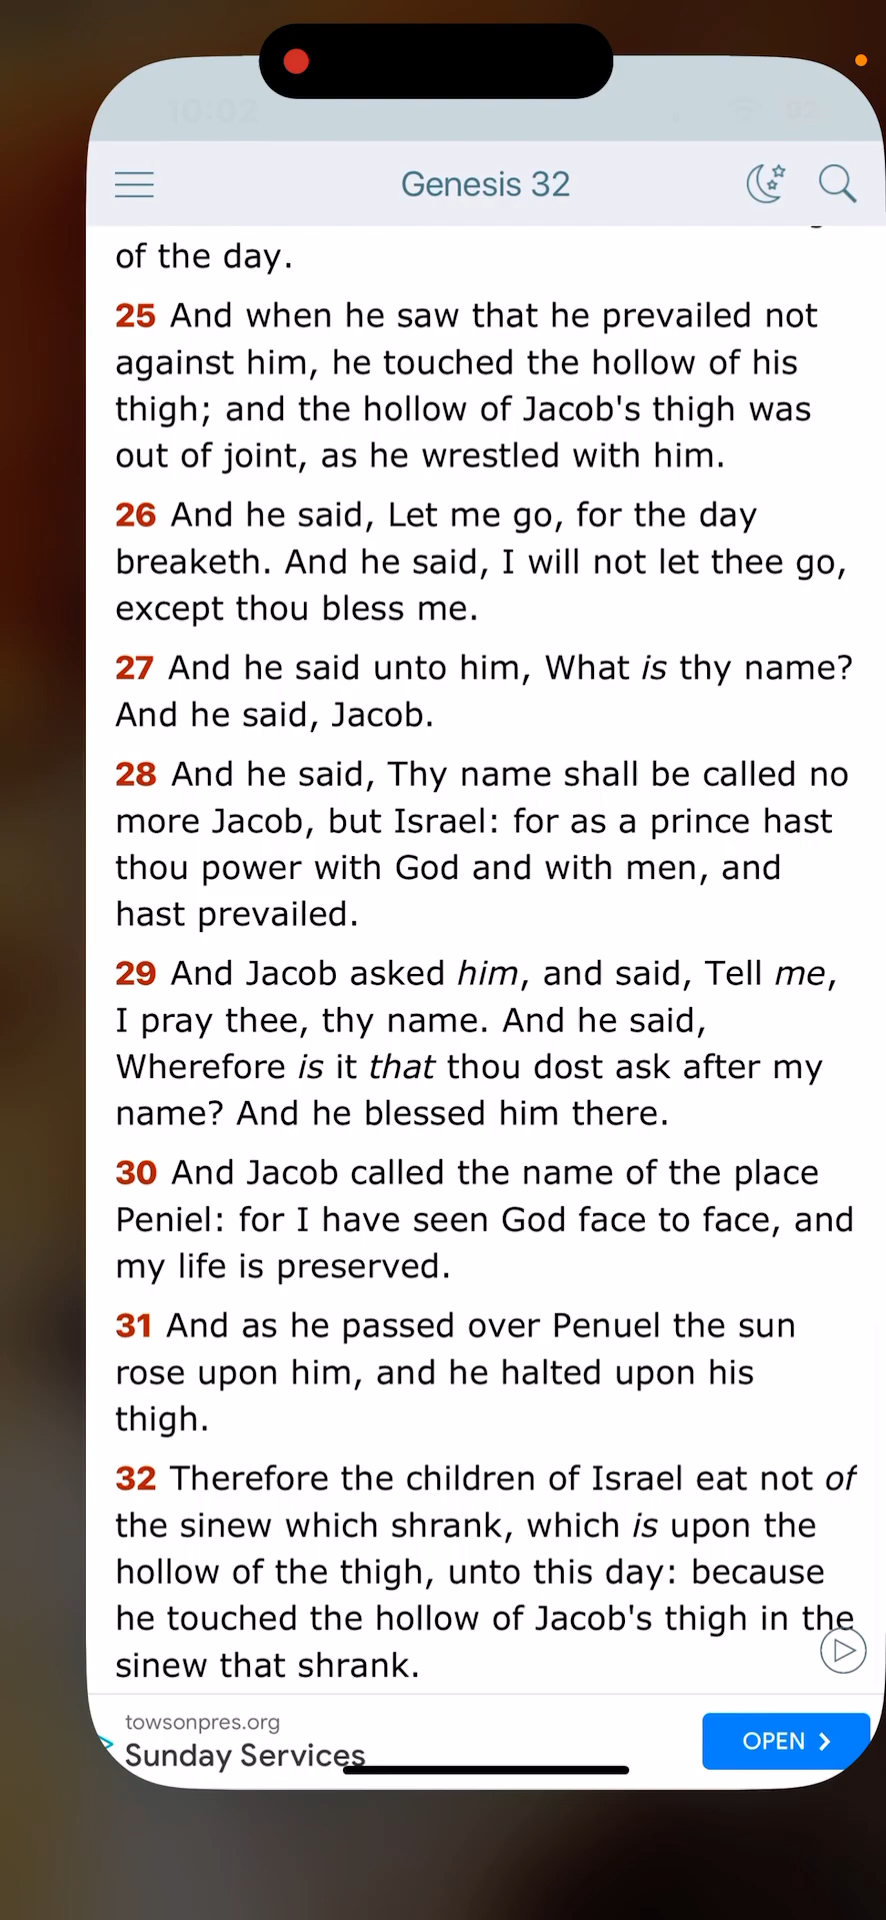 10:02
Genesis 32
of the day.
25 And when he saw that he prevailed not
against him, he touched the hollow of his
thigh; and the hollow of Jacob's thigh was
out of joint, as he wrestled with him.
26 And he said, Let me go, for the day
breaketh. And he said, I will not let thee go,
except thou bless me.
27 And he said unto him, What is thy name?
And he said, Jacob.
28 And he said, Thy name shall be called no
more Jacob, but Israel: for as a prince hast
thou power with God and with men, and
hast prevailed.
29 And Jacob asked him, and said, Tell me,
I pray thee, thy name. And he said,
Wherefore is it that thou dost ask after my
name? And he blessed him there.
30 And Jacob called the name of the place
Peniel: for I have seen God face to face, and
my life is preserved.
31 And as he passed over Penuel the sun
rose upon him, and he halted upon his
thigh.
32 Therefore the children of Israel eat not of
the sinew which shrank, which is upon the
hollow of the thigh, unto this day: because
he touched the hollow of Jacob's thigh in the
sinew that shrank.
towsonpres.org
Sunday Services
OPEN